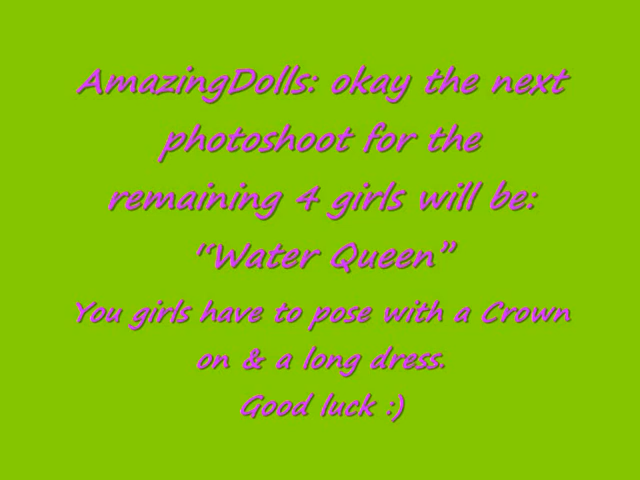 AmazingDolls: okay the next
photoshoot for the
remaining 4 girls will be:
"Water Queen”
You girls have to pose with a Crown
on & a long dress.
Good luck :)